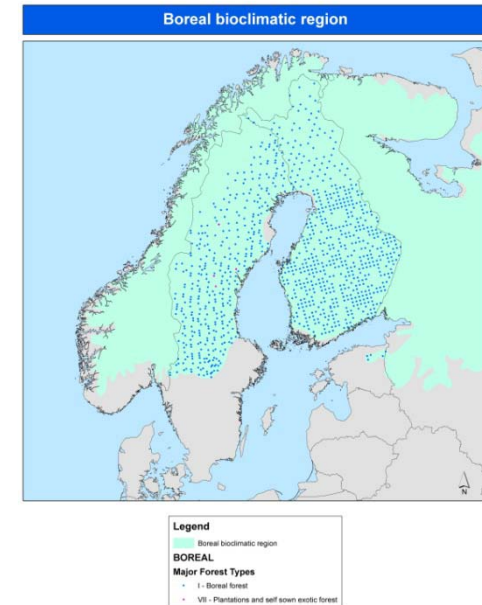 Boreal bioclimatic region
N
Legend
Boreal bioclimatic region
BOREAL
Major Forest Types
I - Boreal forest
VII - Plantations and self sown exotic forest